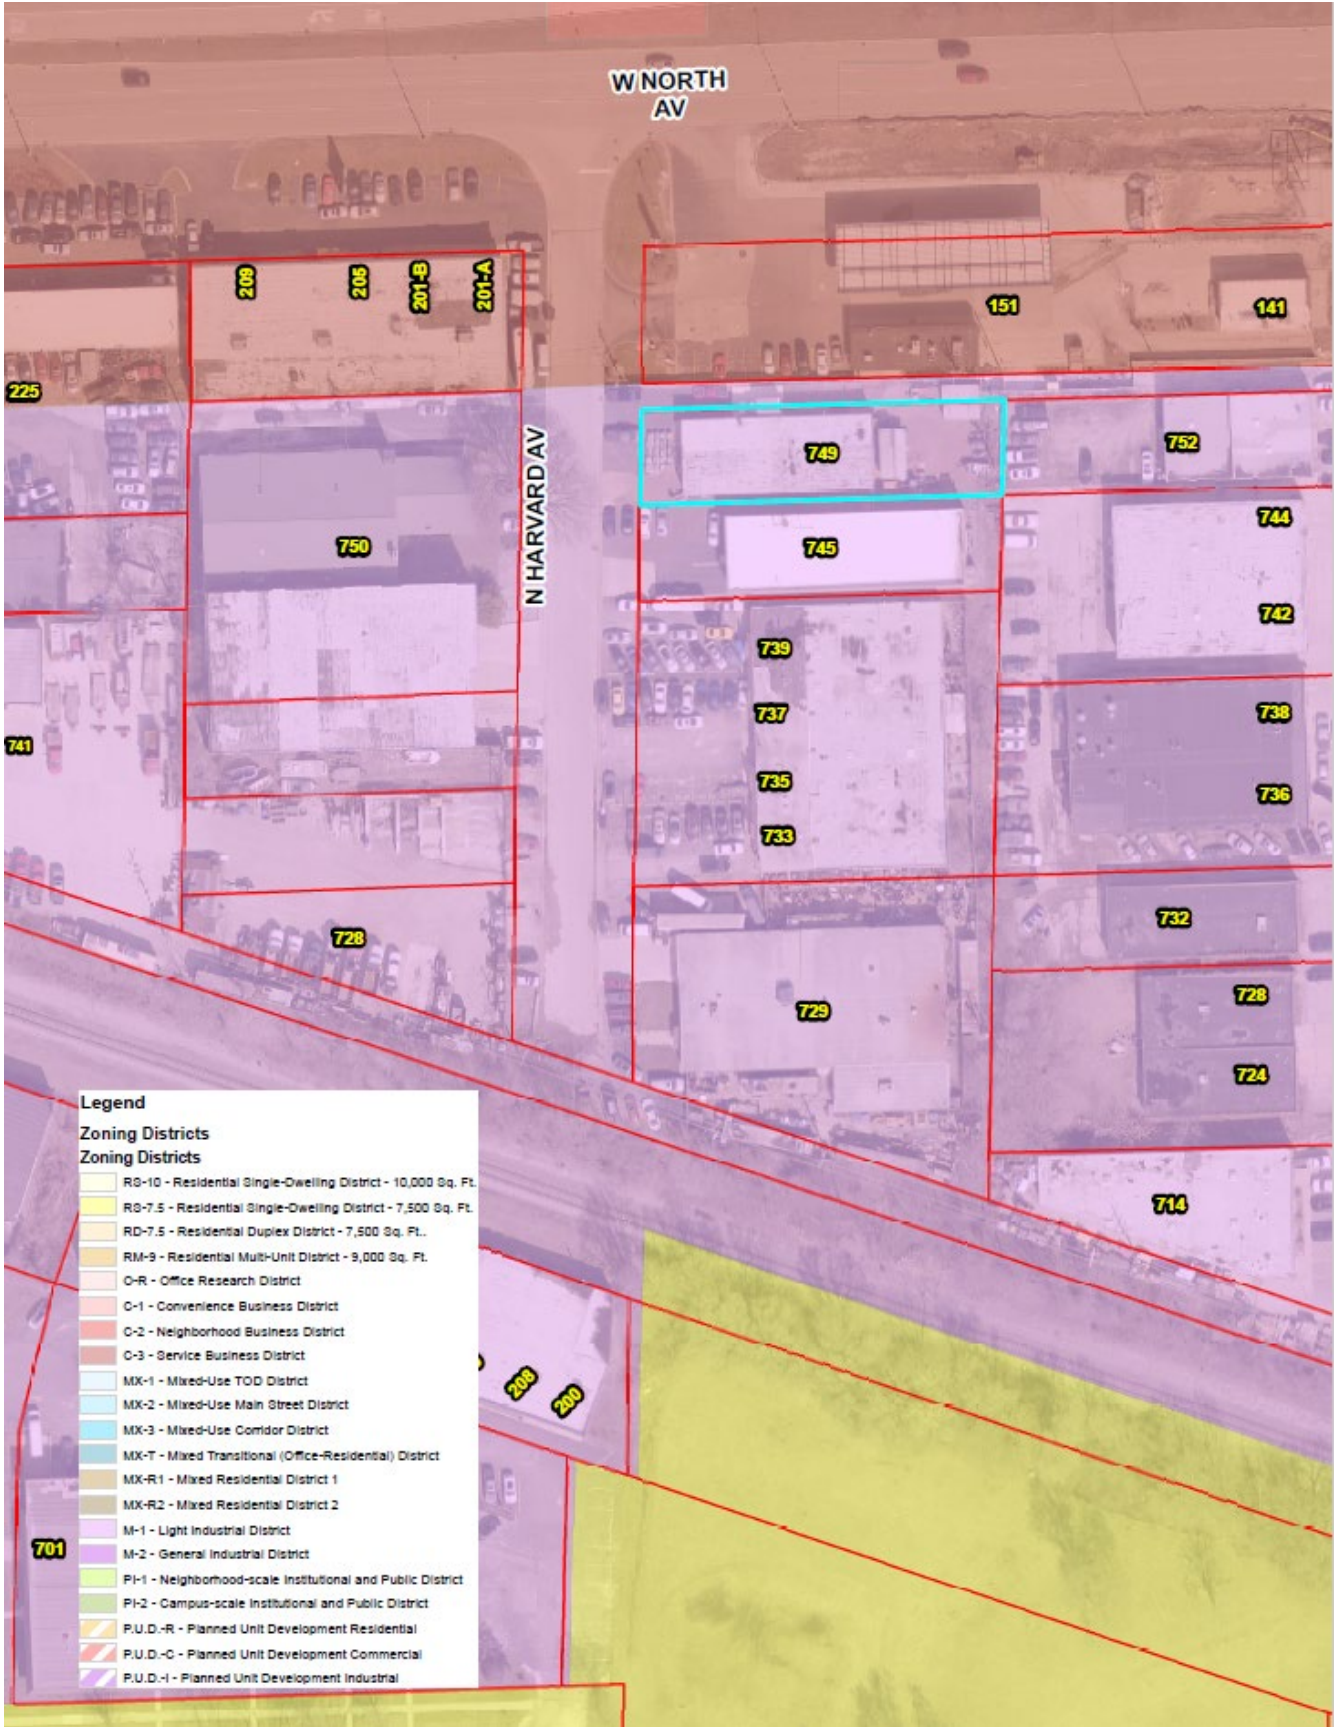 W NORTH
AV
209
205
201-B
201-A
151
141
225
N HARVARD AV
749
752
750
745
744
742
739
737
738
741
735
736
733
732
728
729
728
724
714
Legend
Zoning Districts
Zoning Districts
RS-10 - Residential Single-Dwelling District - 10,000 Sq. Ft.
RS-7.5 - Residential Single-Dwelling District - 7,500 Sq. Ft.
RD-7.5 - Residential Duplex District - 7,500 Sq. Ft..
RM-9 - Residential Multi-Unit District - 9,000 Sq. Ft.
O-R - Office Research District
C-1 - Convenience Business District
C-2 - Neighborhood Business District
C-3 - Service Business District
MX-1 - Mixed-Use TOD District
MX-2 - Mixed-Use Main Street District
MX-3 - Mixed-Use Corridor District
MX-T - Mixed Transitional (Office-Residential) District
MX-R1 - Mixed Residential District 1
MX-R2 - Mixed Residential District 2
M-1 - Light Industrial District
M-2 - General Industrial District
PI-1 - Neighborhood-scale Institutional and Public District
PI-2 - Campus-scale Institutional and Public District
P.U.D.-R - Planned Unit Development Residential
P.U.D.-C - Planned Unit Development Commercial
P.U.D.-I - Planned Unit Development Industrial
208
200
701